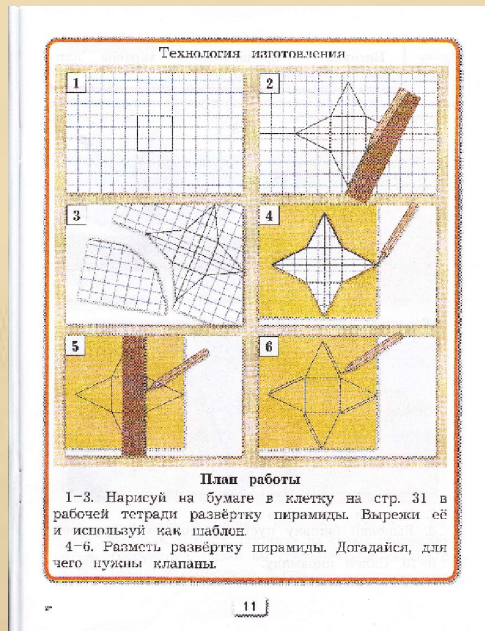 Технология изготовления
1
2
3
4
5
6
План работы
1–3. Нарисуй на бумаге в клетку на стр. 31 в
рабочей тетради развёртку пирамиды. Вырежи её
и используй как шаблон.
4–6. Разметь развёртку пирамиды. Догадайся, для
чего нужны клапаны.
11